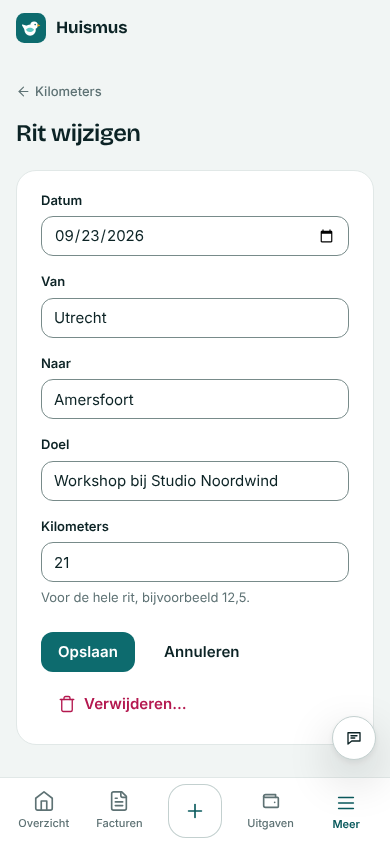 Huismus
← Kilometers
Rit wijzigen
Datum
09/23/2026
Van
Utrecht
Naar
Amersfoort
Doel
Workshop bij Studio Noordwind
Kilometers
21
Voor de hele rit, bijvoorbeeld 12,5.
Opslaan Annuleren
Verwijderen...
Overzicht Facturen + Uitgaven Meer